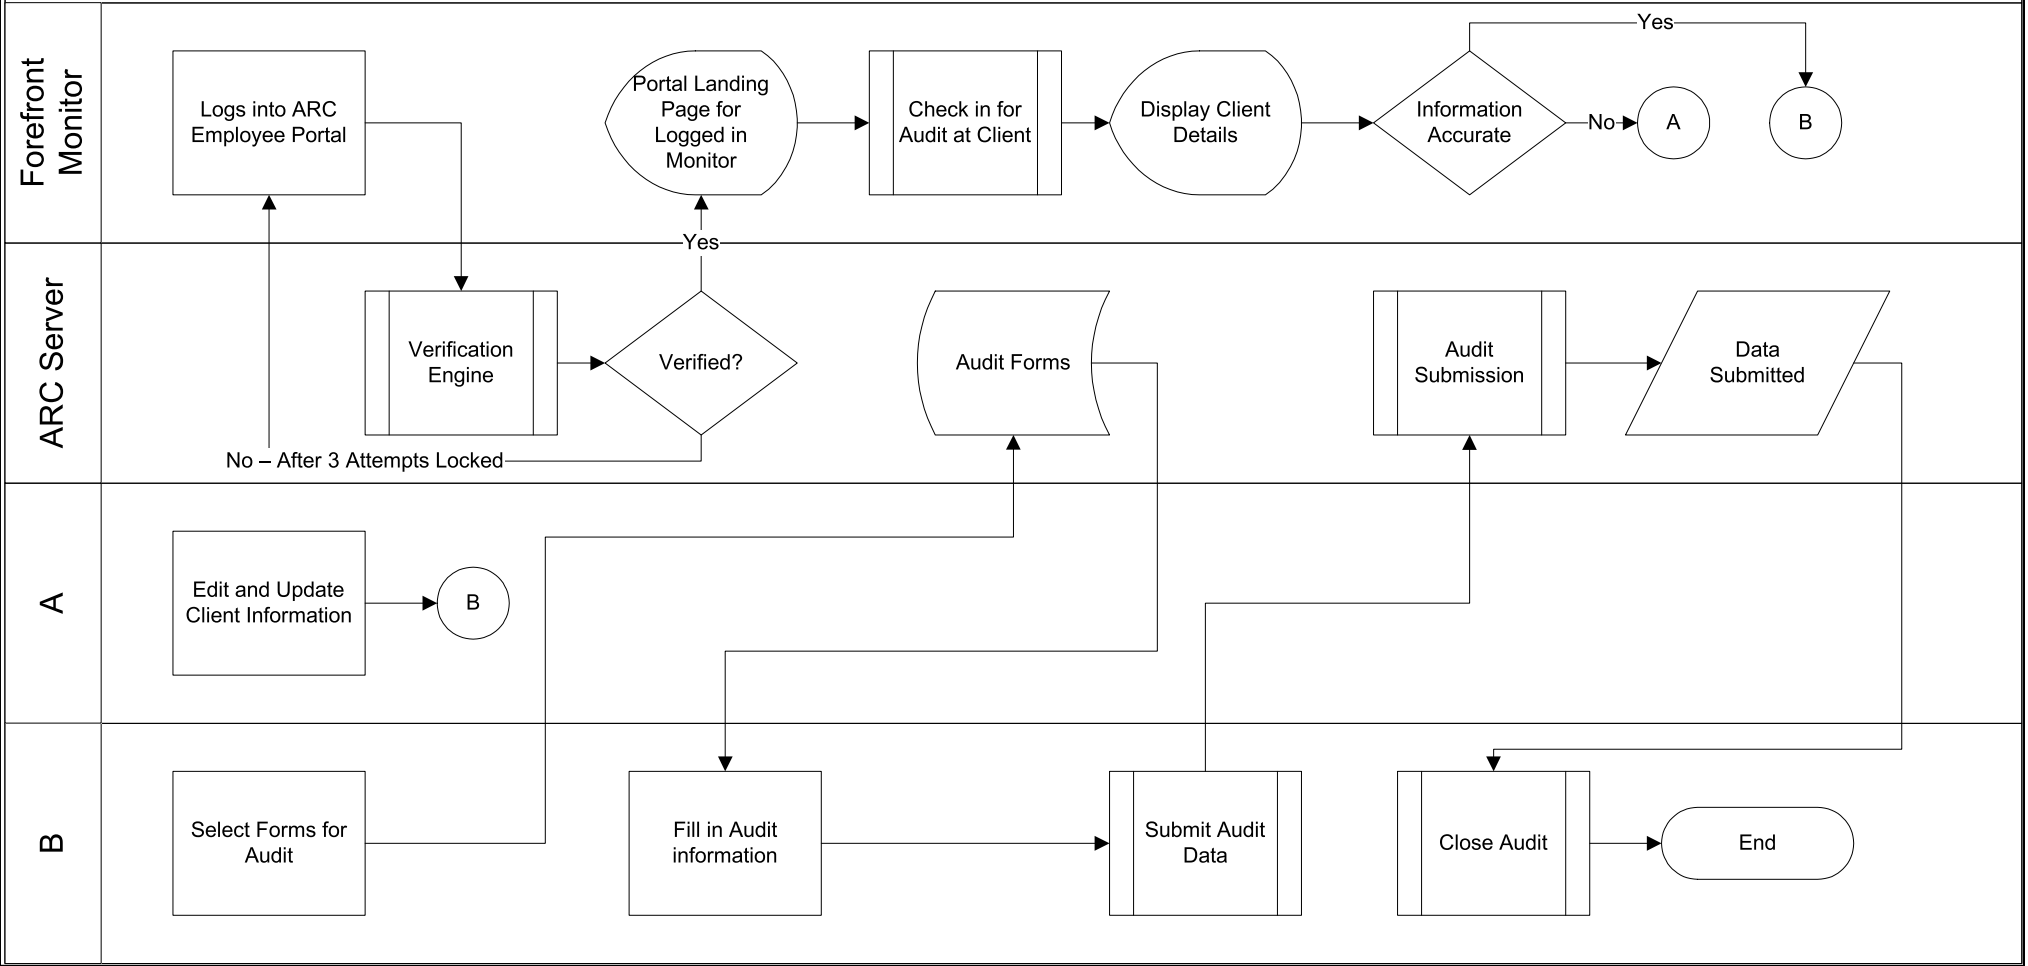 Forefront
Monitor
Logs into ARC
Employee Portal
Portal Landing
Page for
Logged in
Monitor
Check in for
Audit at Client
Display Client
Details
Information
Accurate
Yes
No
A
B
Yes
ARC Server
Verification
Engine
Verified?
No – After 3 Attempts Locked
Audit Forms
Audit
Submission
Data
Submitted
A
Edit and Update
Client Information
B
B
Select Forms for
Audit
Fill in Audit
information
Submit Audit
Data
Close Audit
End